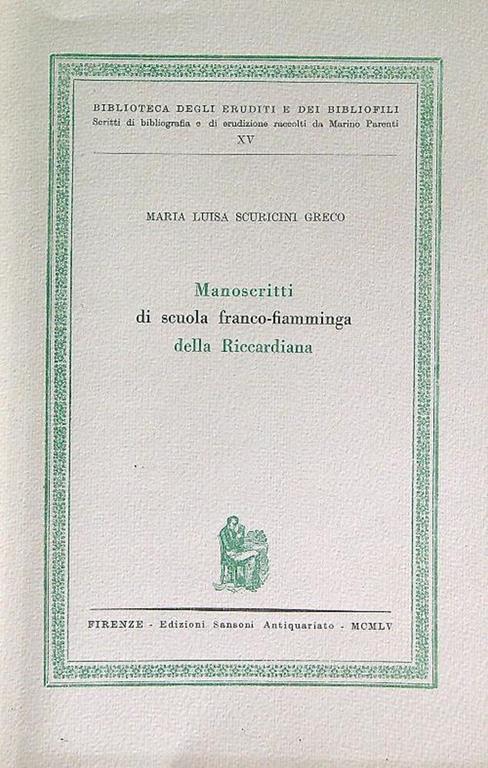 BIBLIOTECA DEGLI ERUDITI E DEI BIBLIOFILI
Scritti di bibliografia e di erudizione raccolti da Marino Parenti
XV
MARIA LUISA SCURICINI GRECO
Manoscritti
di scuola franco-fiamminga
della Riccardiana
FIRENZE - Edizioni Sansoni Antiquariato - MCMLV